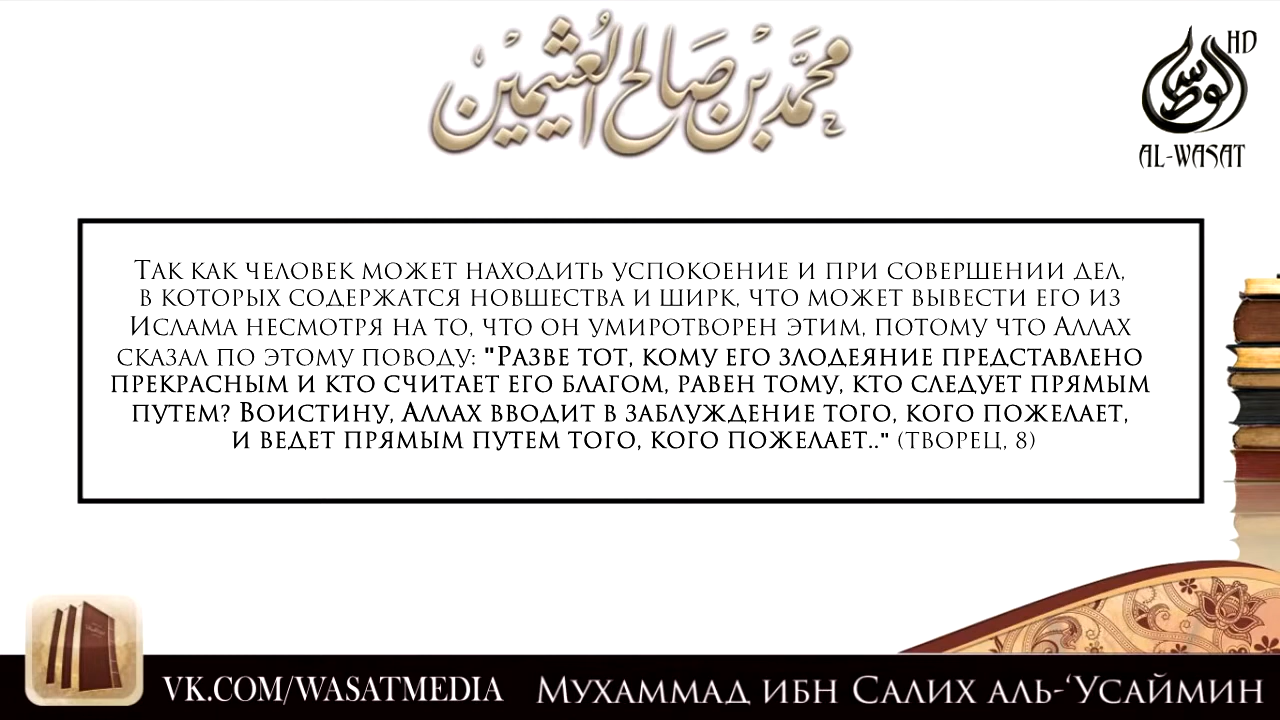 محمد بن صالح العثيمين
HD
الوسط
AL-WASAT
Так как человек может находить успокоение и при совершении дел,
в которых содержатся новшества и ширк, что может вывести его из
Ислама несмотря на то, что он умиротворен этим, потому что Аллах
сказал по этому поводу: "Разве тот, кому его злодеяние представлено
прекрасным и кто считает его благом, равен тому, кто следует прямым
путем? Воистину, Аллах вводит в заблуждение того, кого пожелает,
и ведет прямым путем того, кого пожелает.." (Творец, 8)
VK.COM/WASATMEDIA
Мухаммад ибн Салих аль-‘Усаймин